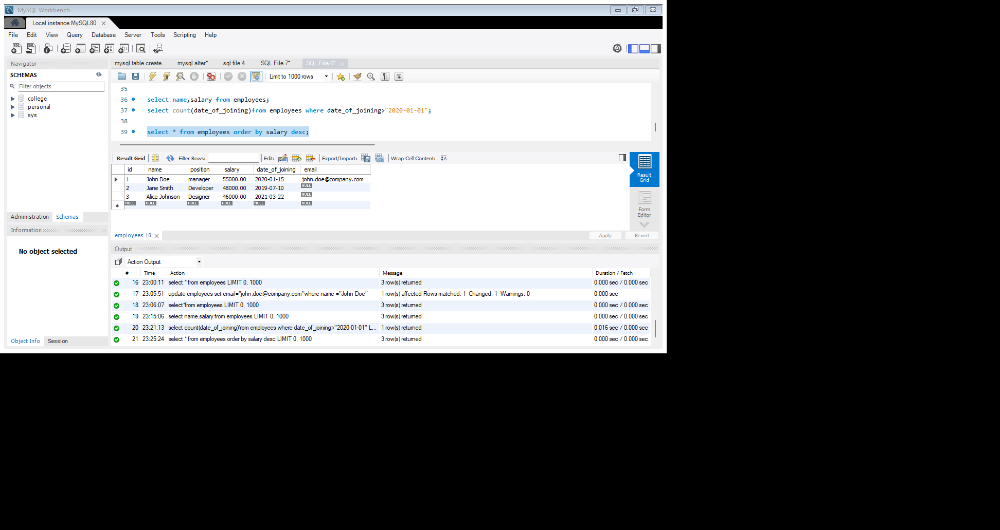 MySQL Workbench
Local instance MySQL80
File Edit View Query Database Server Tools Scripting Help
Navigator
SCHEMAS
Filter objects
college
personal
sys
Administration Schemas
Information
No object selected
Object Info Session
mysql table create mysql alter* sql file 4 SQL File 7* SQL File 6*
Limit to 1000 rows
35
36 select name,salary from employees;
37 select count(date_of_joining)from employees where date_of_joining>"2020-01-01";
38
39 select * from employees order by salary desc;
Result Grid Filter Rows: Edit: Export/Import: Wrap Cell Content:
id name position salary date_of_joining email
1 John Doe manager 55000.00 2020-01-15 john.doe@company.com
2 Jane Smith Developer 48000.00 2019-07-10 NULL
3 Alice Johnson Designer 46000.00 2021-03-22 NULL
NULL NULL NULL NULL NULL NULL
Result
Grid
Form
Editor
employees 10
Apply Revert
Output
Action Output
# Time Action Message Duration / Fetch
16 23:00:11 select * from employees LIMIT 0, 1000 3 row(s) returned 0.000 sec / 0.000 sec
17 23:05:51 update employees set email="john.doe@company.com"where name ="John Doe" 1 row(s) affected Rows matched: 1 Changed: 1 Warnings: 0 0.000 sec
18 23:06:07 select*from employees LIMIT 0, 1000 3 row(s) returned 0.000 sec / 0.000 sec
19 23:15:06 select name,salary from employees LIMIT 0, 1000 3 row(s) returned 0.000 sec / 0.000 sec
20 23:21:13 select count(date_of_joining)from employees where date_of_joining>"2020-01-01" L... 1 row(s) returned 0.016 sec / 0.000 sec
21 23:25:24 select * from employees order by salary desc LIMIT 0, 1000 3 row(s) returned 0.000 sec / 0.000 sec